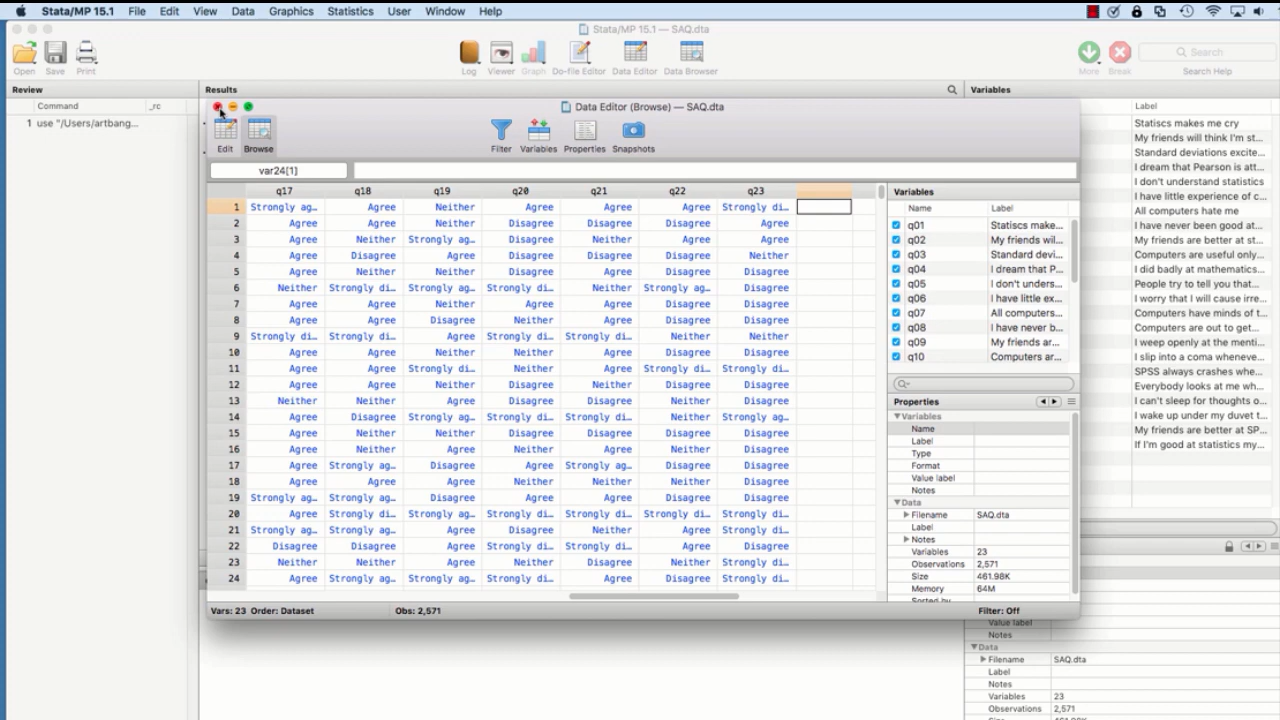 Stata/MP 15.1 File Edit View Data Graphics Statistics User Window Help
Stata/MP 15.1 — SAQ.dta
Open Save Print Log Viewer Graph Do-file Editor Data Editor Data Browser More Break Search
Search Help
Review Results Variables
Command _rc Label
1 use "/Users/artbang...
Data Editor (Browse) — SAQ.dta
Edit Browse Filter Variables Properties Snapshots
var24[1]
q17 q18 q19 q20 q21 q22 q23
1 Strongly ag… Agree Neither Agree Agree Agree Strongly di…
2 Agree Agree Neither Disagree Disagree Disagree Agree
3 Agree Neither Strongly ag… Disagree Neither Agree Agree
4 Agree Disagree Agree Disagree Agree Disagree Neither
5 Agree Neither Neither Disagree Agree Disagree Disagree
6 Neither Strongly di… Disagree Strongly di… Neither Strongly ag… Disagree
7 Agree Agree Neither Agree Agree Disagree Disagree
8 Agree Agree Disagree Neither Agree Disagree Disagree
9 Strongly di… Strongly di… Agree Agree Strongly di… Neither Neither
10 Agree Agree Neither Neither Agree Disagree Disagree
11 Agree Strongly di… Neither Neither Agree Strongly di… Strongly di…
12 Agree Agree Neither Disagree Neither Disagree Disagree
13 Neither Neither Agree Disagree Disagree Agree Disagree
14 Agree Disagree Strongly ag… Disagree Strongly di… Neither Strongly ag…
15 Agree Neither Neither Disagree Disagree Disagree Disagree
16 Agree Neither Agree Neither Disagree Neither Disagree
17 Agree Strongly ag… Disagree Agree Strongly ag… Disagree Disagree
18 Agree Agree Neither Agree Neither Neither Disagree
19 Strongly ag… Strongly ag… Disagree Agree Agree Agree Disagree
20 Agree Strongly di… Agree Strongly di… Strongly di… Strongly di… Strongly di…
21 Strongly ag… Strongly ag… Agree Disagree Neither Agree Strongly di…
22 Disagree Disagree Agree Strongly di… Strongly di… Agree Disagree
23 Neither Neither Agree Neither Disagree Neither Strongly di…
24 Agree Strongly ag… Strongly ag… Strongly di… Agree Disagree Strongly di…
Vars: 23 Order: Dataset Obs: 2,571 Filter: Off
Variables
Name Label
q01 Statiscs make...
q02 My friends wil...
q03 Standard devi...
q04 I dream that P...
q05 I don't unders...
q06 I have little ex...
q07 All computers...
q08 I have never b...
q09 My friends ar...
q10 Computers ar...
Properties
Variables
Name
Label
Type
Format
Value label
Notes
Data
Filename SAQ.dta
Label
Notes
Variables 23
Observations 2,571
Size 461.98K
Memory 64M
Sorted by
Statiscs makes me cry
My friends will think I'm st...
Standard deviations excite...
I dream that Pearson is att...
I don't understand statistics
I have little experience of c...
All computers hate me
I have never been good at...
My friends are better at st...
Computers are useful only...
I did badly at mathematics...
People try to tell you that...
I worry that I will cause irre...
Computers have minds of t...
Computers are out to get...
I weep openly at the menti...
I slip into a coma wheneve...
SPSS always crashes whe...
Everybody looks at me wh...
I can't sleep for thoughts o...
I wake up under my duvet t...
My friends are better at SP...
If I'm good at statistics my...
Value label
Notes
Data
Filename SAQ.dta
Label
Notes
Variables 23
Observations 2,571